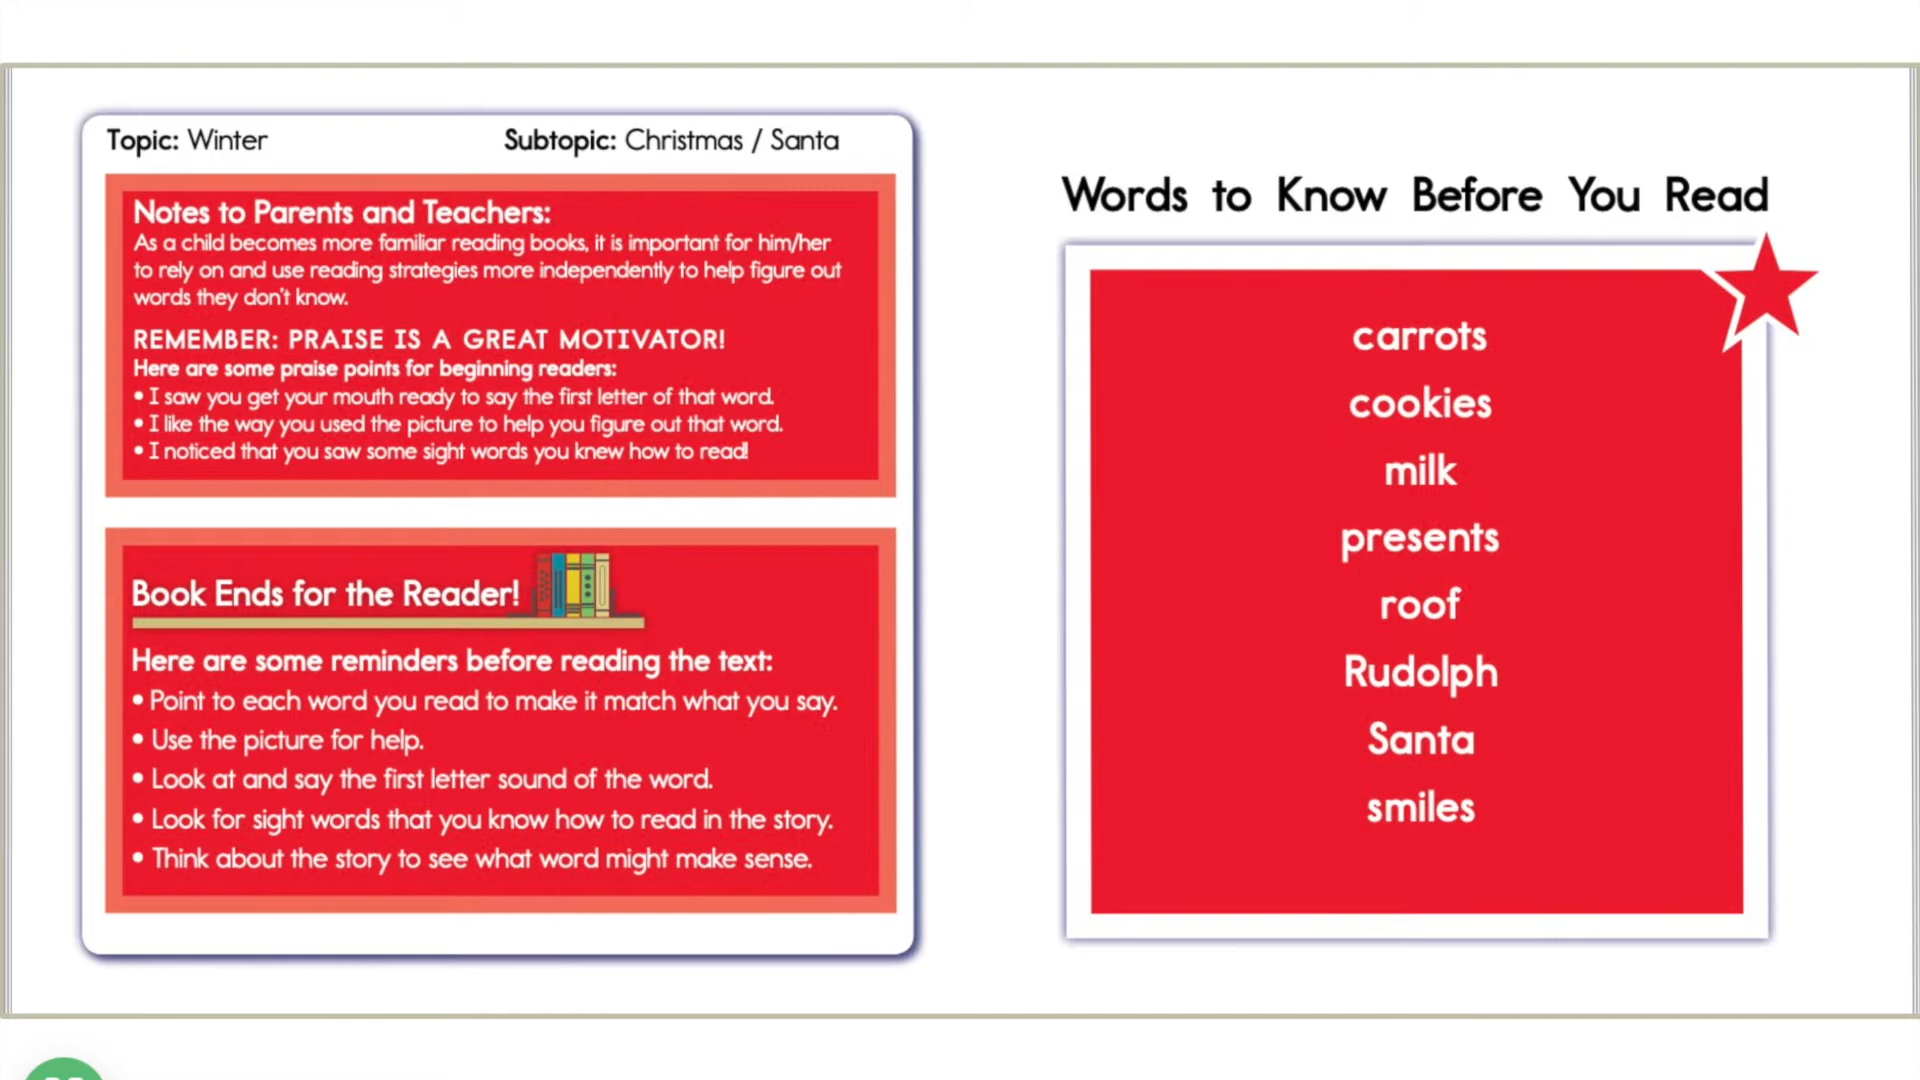 Topic: Winter
Subtopic: Christmas / Santa
Notes to Parents and Teachers:
As a child becomes more familiar reading books, it is important for him/her
to rely on and use reading strategies more independently to help figure out
words they don't know.
REMEMBER: PRAISE IS A GREAT MOTIVATOR!
Here are some praise points for beginning readers:
• I saw you get your mouth ready to say the first letter of that word.
• I like the way you used the picture to help you figure out that word.
• I noticed that you saw some sight words you knew how to read!
Book Ends for the Reader!
Here are some reminders before reading the text:
• Point to each word you read to make it match what you say.
• Use the picture for help.
• Look at and say the first letter sound of the word.
• Look for sight words that you know how to read in the story.
• Think about the story to see what word might make sense.
Words to Know Before You Read
carrots
cookies
milk
presents
roof
Rudolph
Santa
smiles